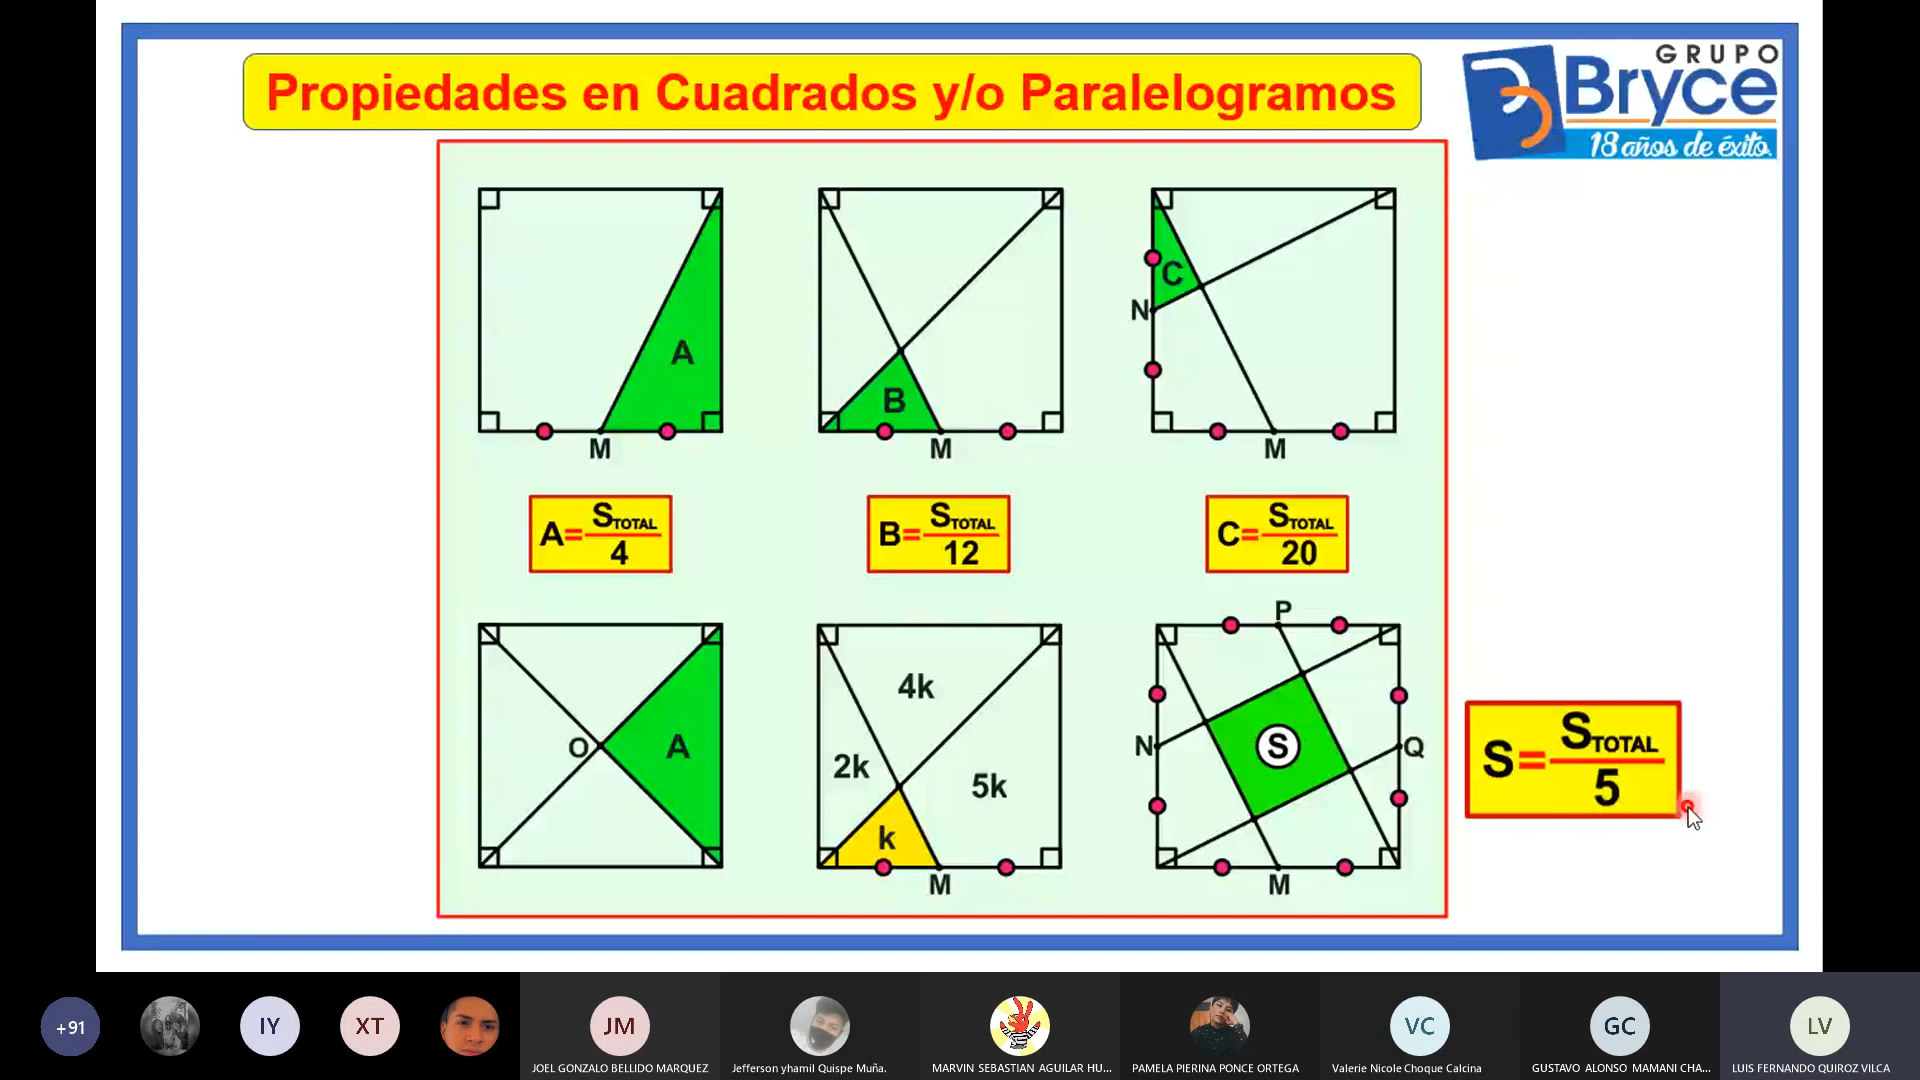 Propiedades en Cuadrados y/o Paralelogramos
GRUPO
Bryce
18 años de éxito.
A
M
B
M
C
N
M
A=STOTAL/4
B=STOTAL/12
C=STOTAL/20
O
A
4k
2k
5k
k
M
P
N
S
Q
M
S=STOTAL/5
+91
IY
XT
JM
VC
GC
LV
JOEL GONZALO BELLIDO MARQUEZ
Jefferson yhamil Quispe Muña.
MARVIN SEBASTIAN AGUILAR HU...
PAMELA PIERINA PONCE ORTEGA
Valerie Nicole Choque Calcina
GUSTAVO ALONSO MAMANI CHA...
LUIS FERNANDO QUIROZ VILCA